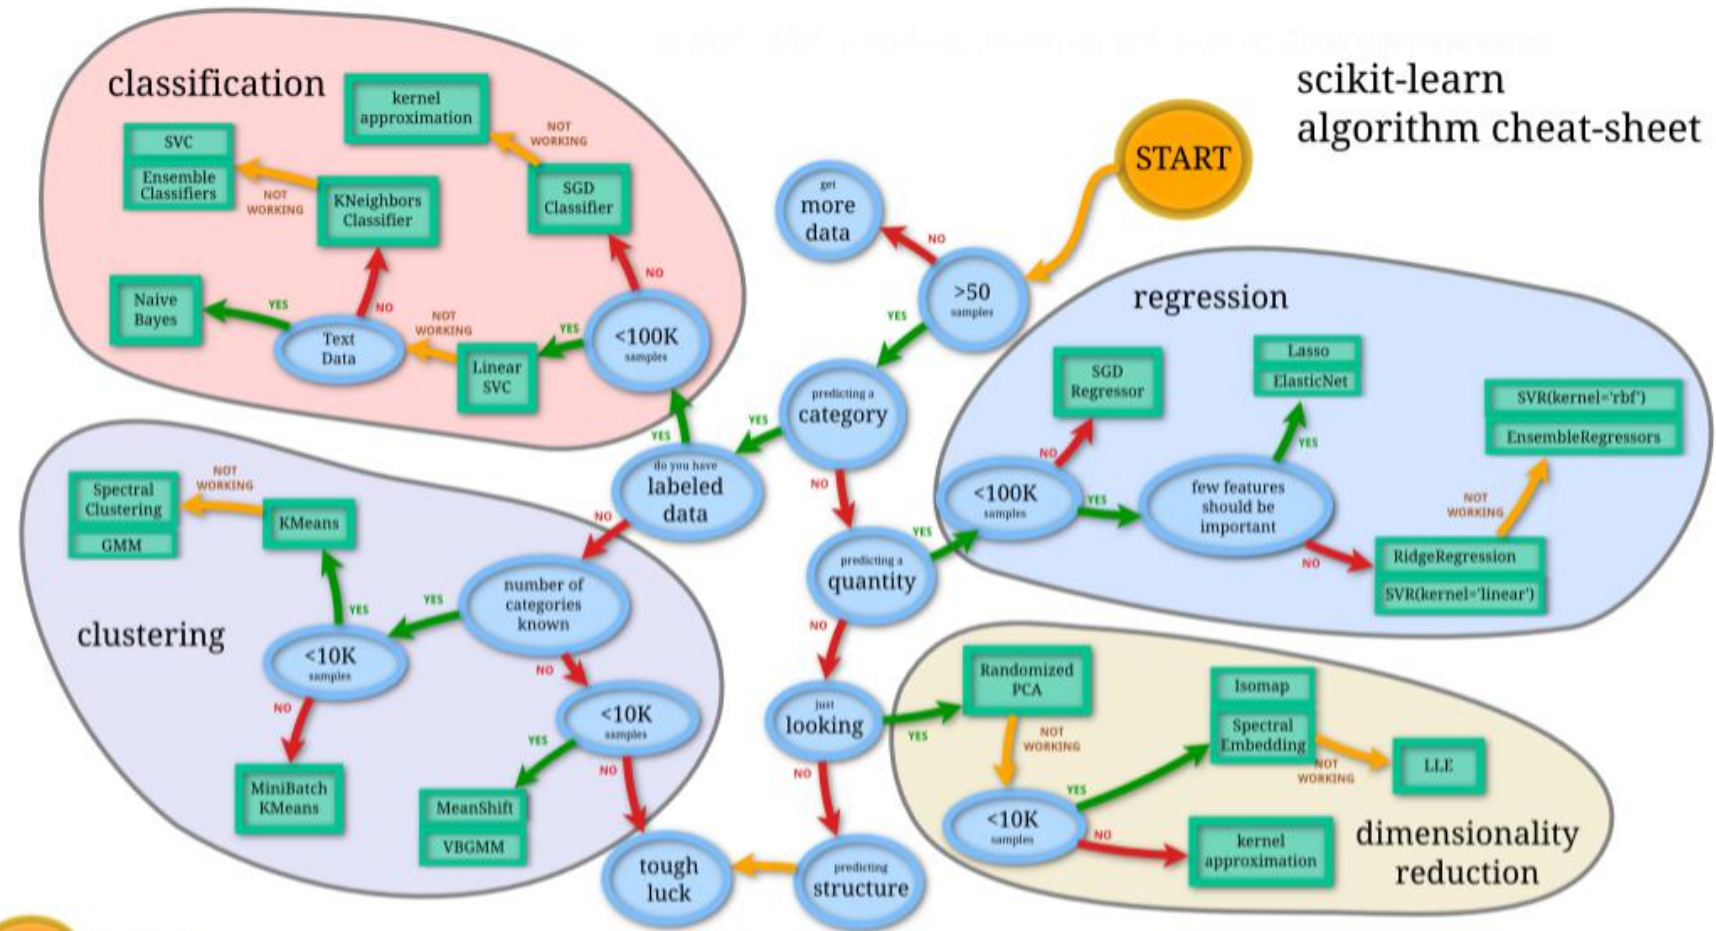 scikit-learn
algorithm cheat-sheet
START
get
more
data
NO
>50
samples
YES
predicting a
category
YES
NO
do you have
labeled
data
YES
NO
predicting a
quantity
YES
NO
just
looking
YES
NO
predicting
structure
tough
luck
classification
kernel
approximation
NOT
WORKING
SVC
Ensemble
Classifiers
NOT
WORKING
KNeighbors
Classifier
SGD
Classifier
NO
Naive
Bayes
YES
NO
Text
Data
NOT
WORKING
Linear
SVC
YES
<100K
samples
regression
SGD
Regressor
Lasso
ElasticNet
SVR(kernel='rbf')
EnsembleRegressors
NO
YES
<100K
samples
YES
few features
should be
important
NOT
WORKING
NO
RidgeRegression
SVR(kernel='linear')
clustering
Spectral
Clustering
GMM
NOT
WORKING
KMeans
number of
categories
known
YES
YES
<10K
samples
NO
NO
<10K
samples
YES
NO
MiniBatch
KMeans
MeanShift
VBGMM
Randomized
PCA
NOT
WORKING
Isomap
Spectral
Embedding
NOT
WORKING
LLE
YES
<10K
samples
NO
kernel
approximation
dimensionality
reduction